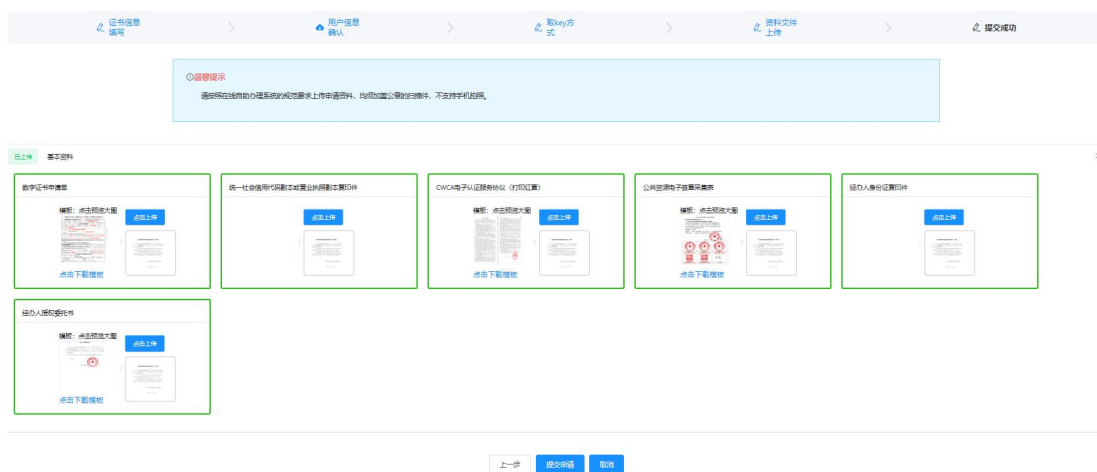 证书信息
填写
用户信息
确认
取key方
式
资料文件
上传
提交成功
温馨提示
请按照在线自助办理系统的规范要求上传申请资料，均须加盖公章的扫描件，不支持手机拍照。
已上传 基本资料
数字证书申请单
模板：点击预览大图
点击上传
点击下载模板
统一社会信用代码副本或营业执照副本复印件
点击上传
CWCA电子认证服务协议（打印红章）
模板：点击预览大图
点击上传
点击下载模板
公共资源电子签章采集表
模板：点击预览大图
点击上传
点击下载模板
经办人身份证复印件
点击上传
经办人授权委托书
模板：点击预览大图
点击上传
点击下载模板
上一步 提交申请 取消